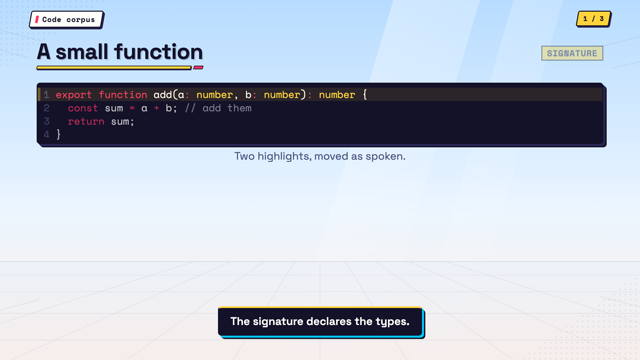 Code corpus
1 / 3
A small function
SIGNATURE
1 export function add(a: number, b: number): number {
2   const sum = a + b; // add them
3   return sum;
4 }
Two highlights, moved as spoken.
The signature declares the types.